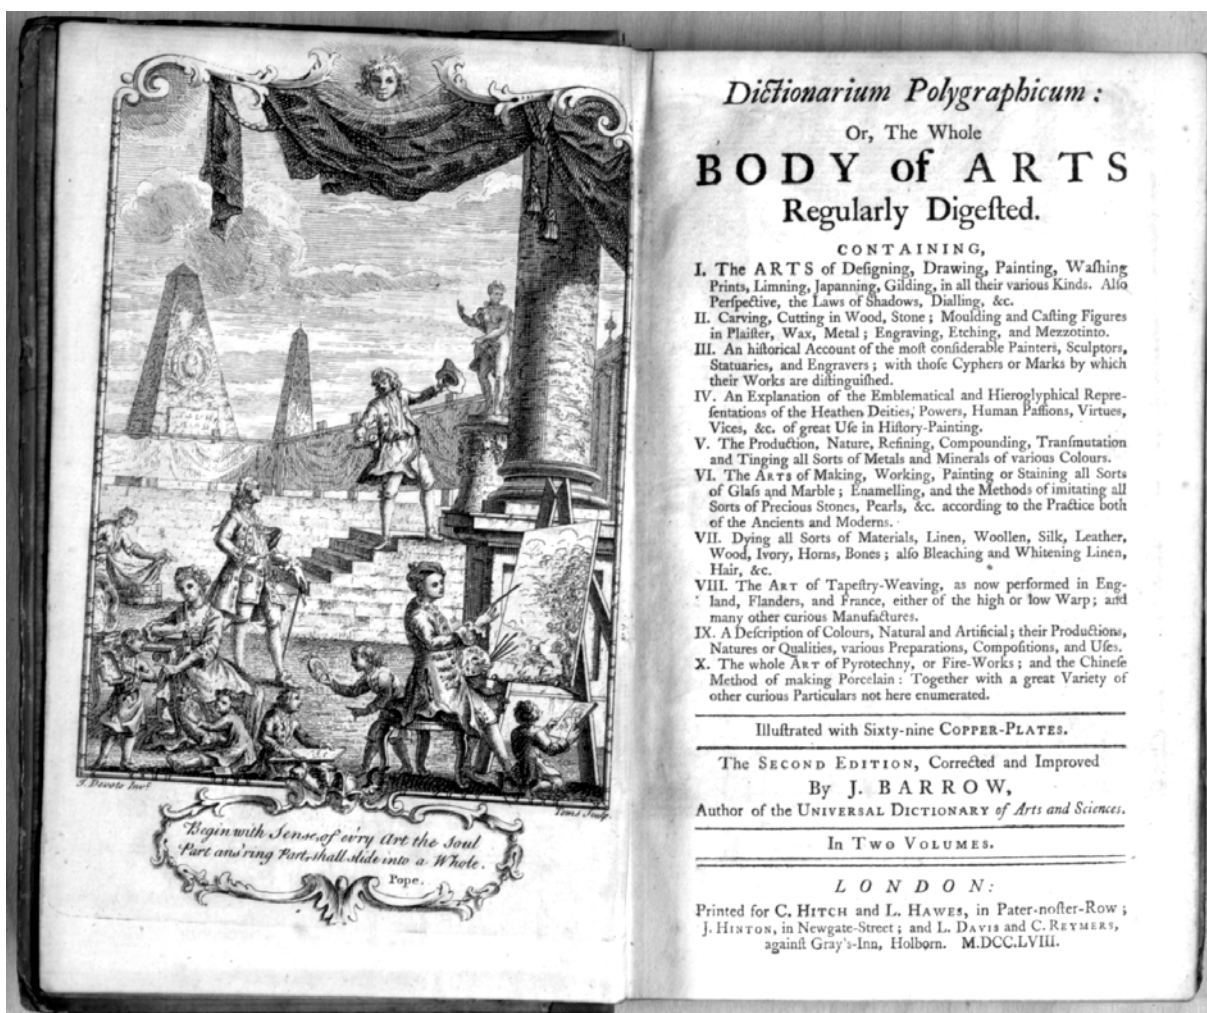 J. Devoto Invt.
Toms Sculp.
Begin with Sense, of ev'ry Art the Soul
Part ans'ring Part, shall slide into a Whole.
Pope.
Dictionarium Polygraphicum :
Or, The Whole
BODY of ARTS
Regularly Digeſted.
CONTAINING,
I. The ARTS of Deſigning, Drawing, Painting, Waſhing
Prints, Limning, Japanning, Gilding, in all their various Kinds. Alſo
Perſpective, the Laws of Shadows, Dialling, &c.
II. Carving, Cutting in Wood, Stone ; Moulding and Caſting Figures
in Plaiſter, Wax, Metal ; Engraving, Etching, and Mezzotinto.
III. An hiſtorical Account of the moſt conſiderable Painters, Sculptors,
Statuaries, and Engravers ; with thoſe Cyphers or Marks by which
their Works are diſtinguiſhed.
IV. An Explanation of the Emblematical and Hieroglyphical Repre-
ſentations of the Heathen Deities, Powers, Human Paſſions, Virtues,
Vices, &c. of great Uſe in Hiſtory-Painting.
V. The Production, Nature, Refining, Compounding, Tranſmutation
and Tinging all Sorts of Metals and Minerals of various Colours.
VI. The ARTS of Making, Working, Painting or Staining all Sorts
of Glaſs and Marble ; Enamelling, and the Methods of imitating all
Sorts of Precious Stones, Pearls, &c. according to the Practice both
of the Ancients and Moderns.
VII. Dying all Sorts of Materials, Linen, Woollen, Silk, Leather,
Wood, Ivory, Horns, Bones ; alſo Bleaching and Whitening Linen,
Hair, &c.
VIII. The ART of Tapeſtry-Weaving, as now performed in Eng-
land, Flanders, and France, either of the high or low Warp ; and
many other curious Manufactures.
IX. A Deſcription of Colours, Natural and Artificial ; their Productions,
Natures or Qualities, various Preparations, Compoſitions, and Uſes.
X. The whole ART of Pyrotechny, or Fire-Works ; and the Chineſe
Method of making Porcelain : Together with a great Variety of
other curious Particulars not here enumerated.
Illuſtrated with Sixty-nine COPPER-PLATES.
The SECOND EDITION, Corrected and Improved
By J. BARROW,
Author of the UNIVERSAL DICTIONARY of Arts and Sciences.
In TWO VOLUMES.
LONDON:
Printed for C. HITCH and L. HAWES, in Pater-noſter-Row ;
J. HINTON, in Newgate-Street ; and L. DAVIS and C. REYMERS,
againſt Gray's-Inn, Holborn. M.DCC.LVIII.